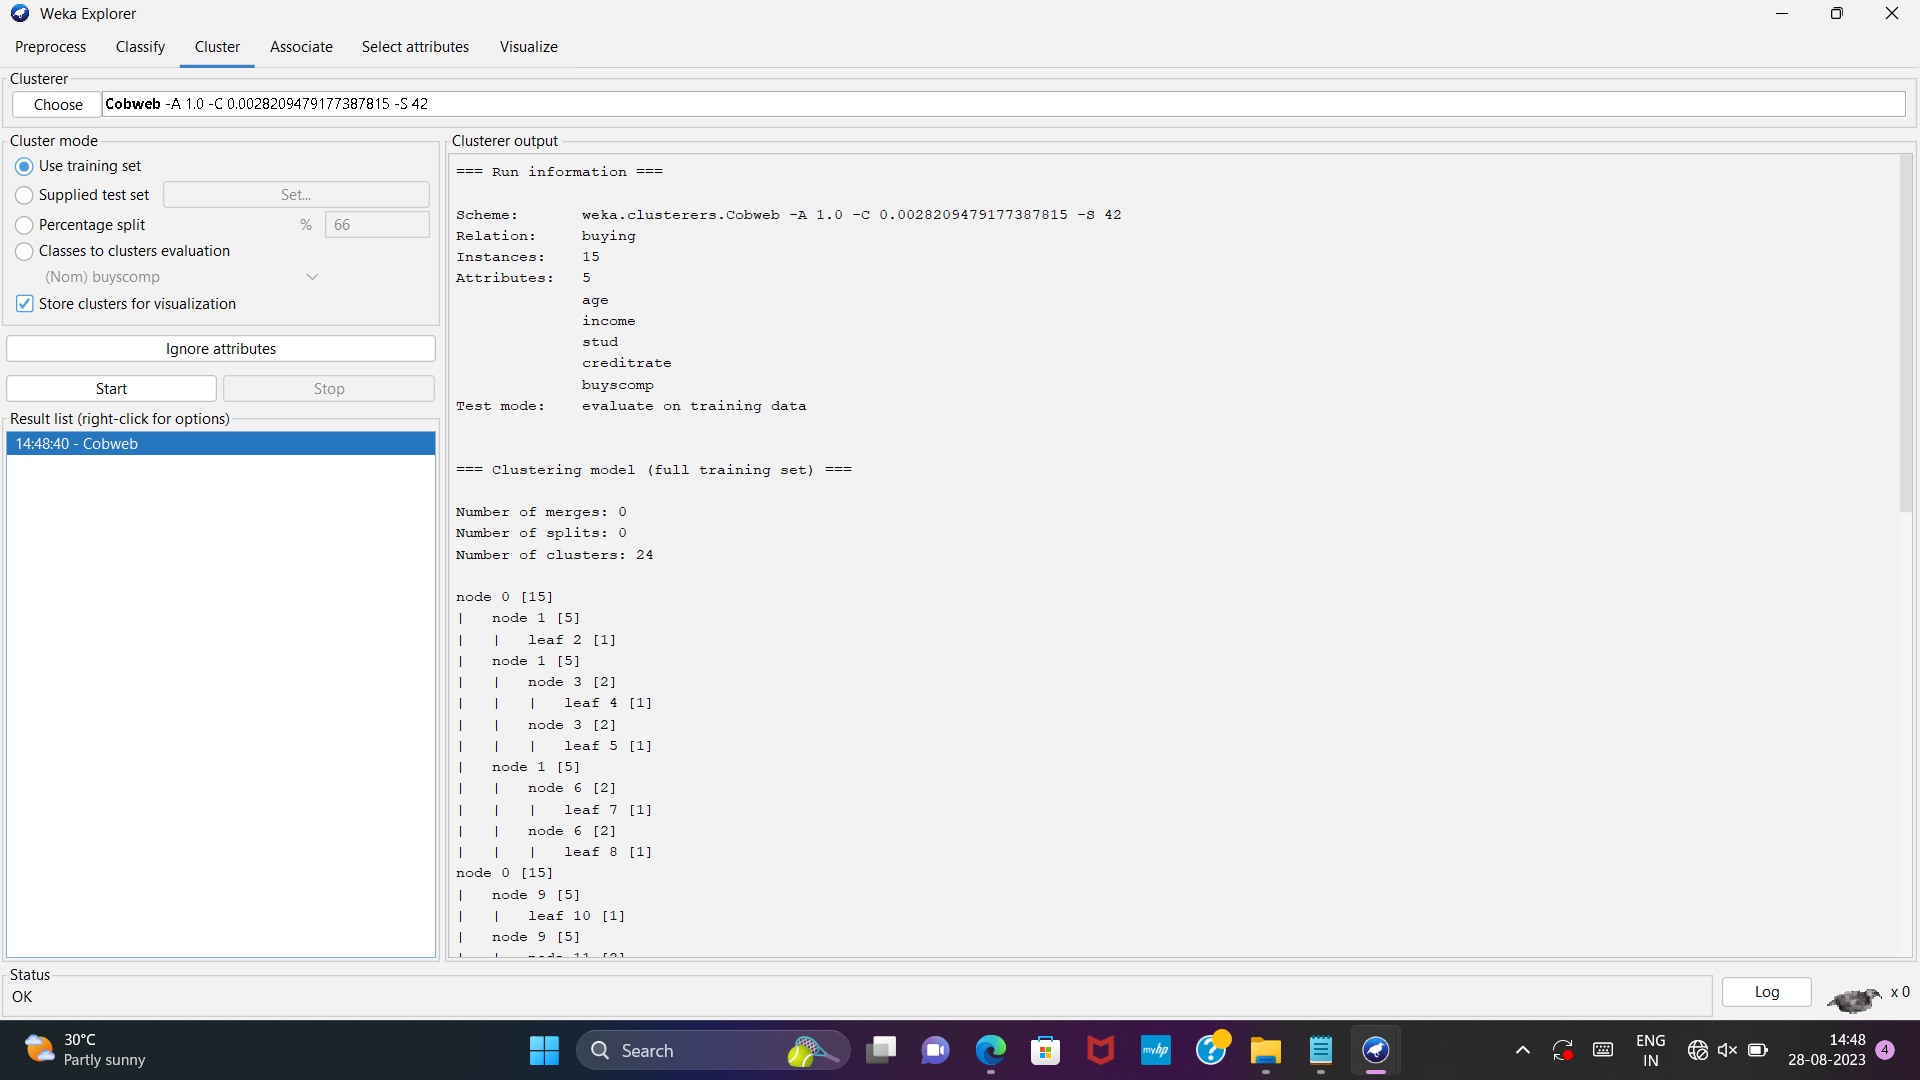 Weka Explorer
Preprocess Classify Cluster Associate Select attributes Visualize
Clusterer
Choose Cobweb -A 1.0 -C 0.0028209479177387815 -S 42
Cluster mode
Use training set
Supplied test set Set...
Percentage split % 66
Classes to clusters evaluation
(Nom) buyscomp
Store clusters for visualization
Ignore attributes
Start Stop
Result list (right-click for options)
14:48:40 - Cobweb
Clusterer output
=== Run information ===
Scheme: weka.clusterers.Cobweb -A 1.0 -C 0.0028209479177387815 -S 42
Relation: buying
Instances: 15
Attributes: 5
age
income
stud
creditrate
buyscomp
Test mode: evaluate on training data
=== Clustering model (full training set) ===
Number of merges: 0
Number of splits: 0
Number of clusters: 24
node 0 [15]
| node 1 [5]
| | leaf 2 [1]
| node 1 [5]
| | node 3 [2]
| | | leaf 4 [1]
| | node 3 [2]
| | | leaf 5 [1]
| node 1 [5]
| | node 6 [2]
| | | leaf 7 [1]
| | node 6 [2]
| | | leaf 8 [1]
node 0 [15]
| node 9 [5]
| | leaf 10 [1]
| node 9 [5]
| | node 11 [2]
Status
OK
Log x 0
30°C
Partly sunny
Search
myhp
ENG
IN
14:48
28-08-2023
4